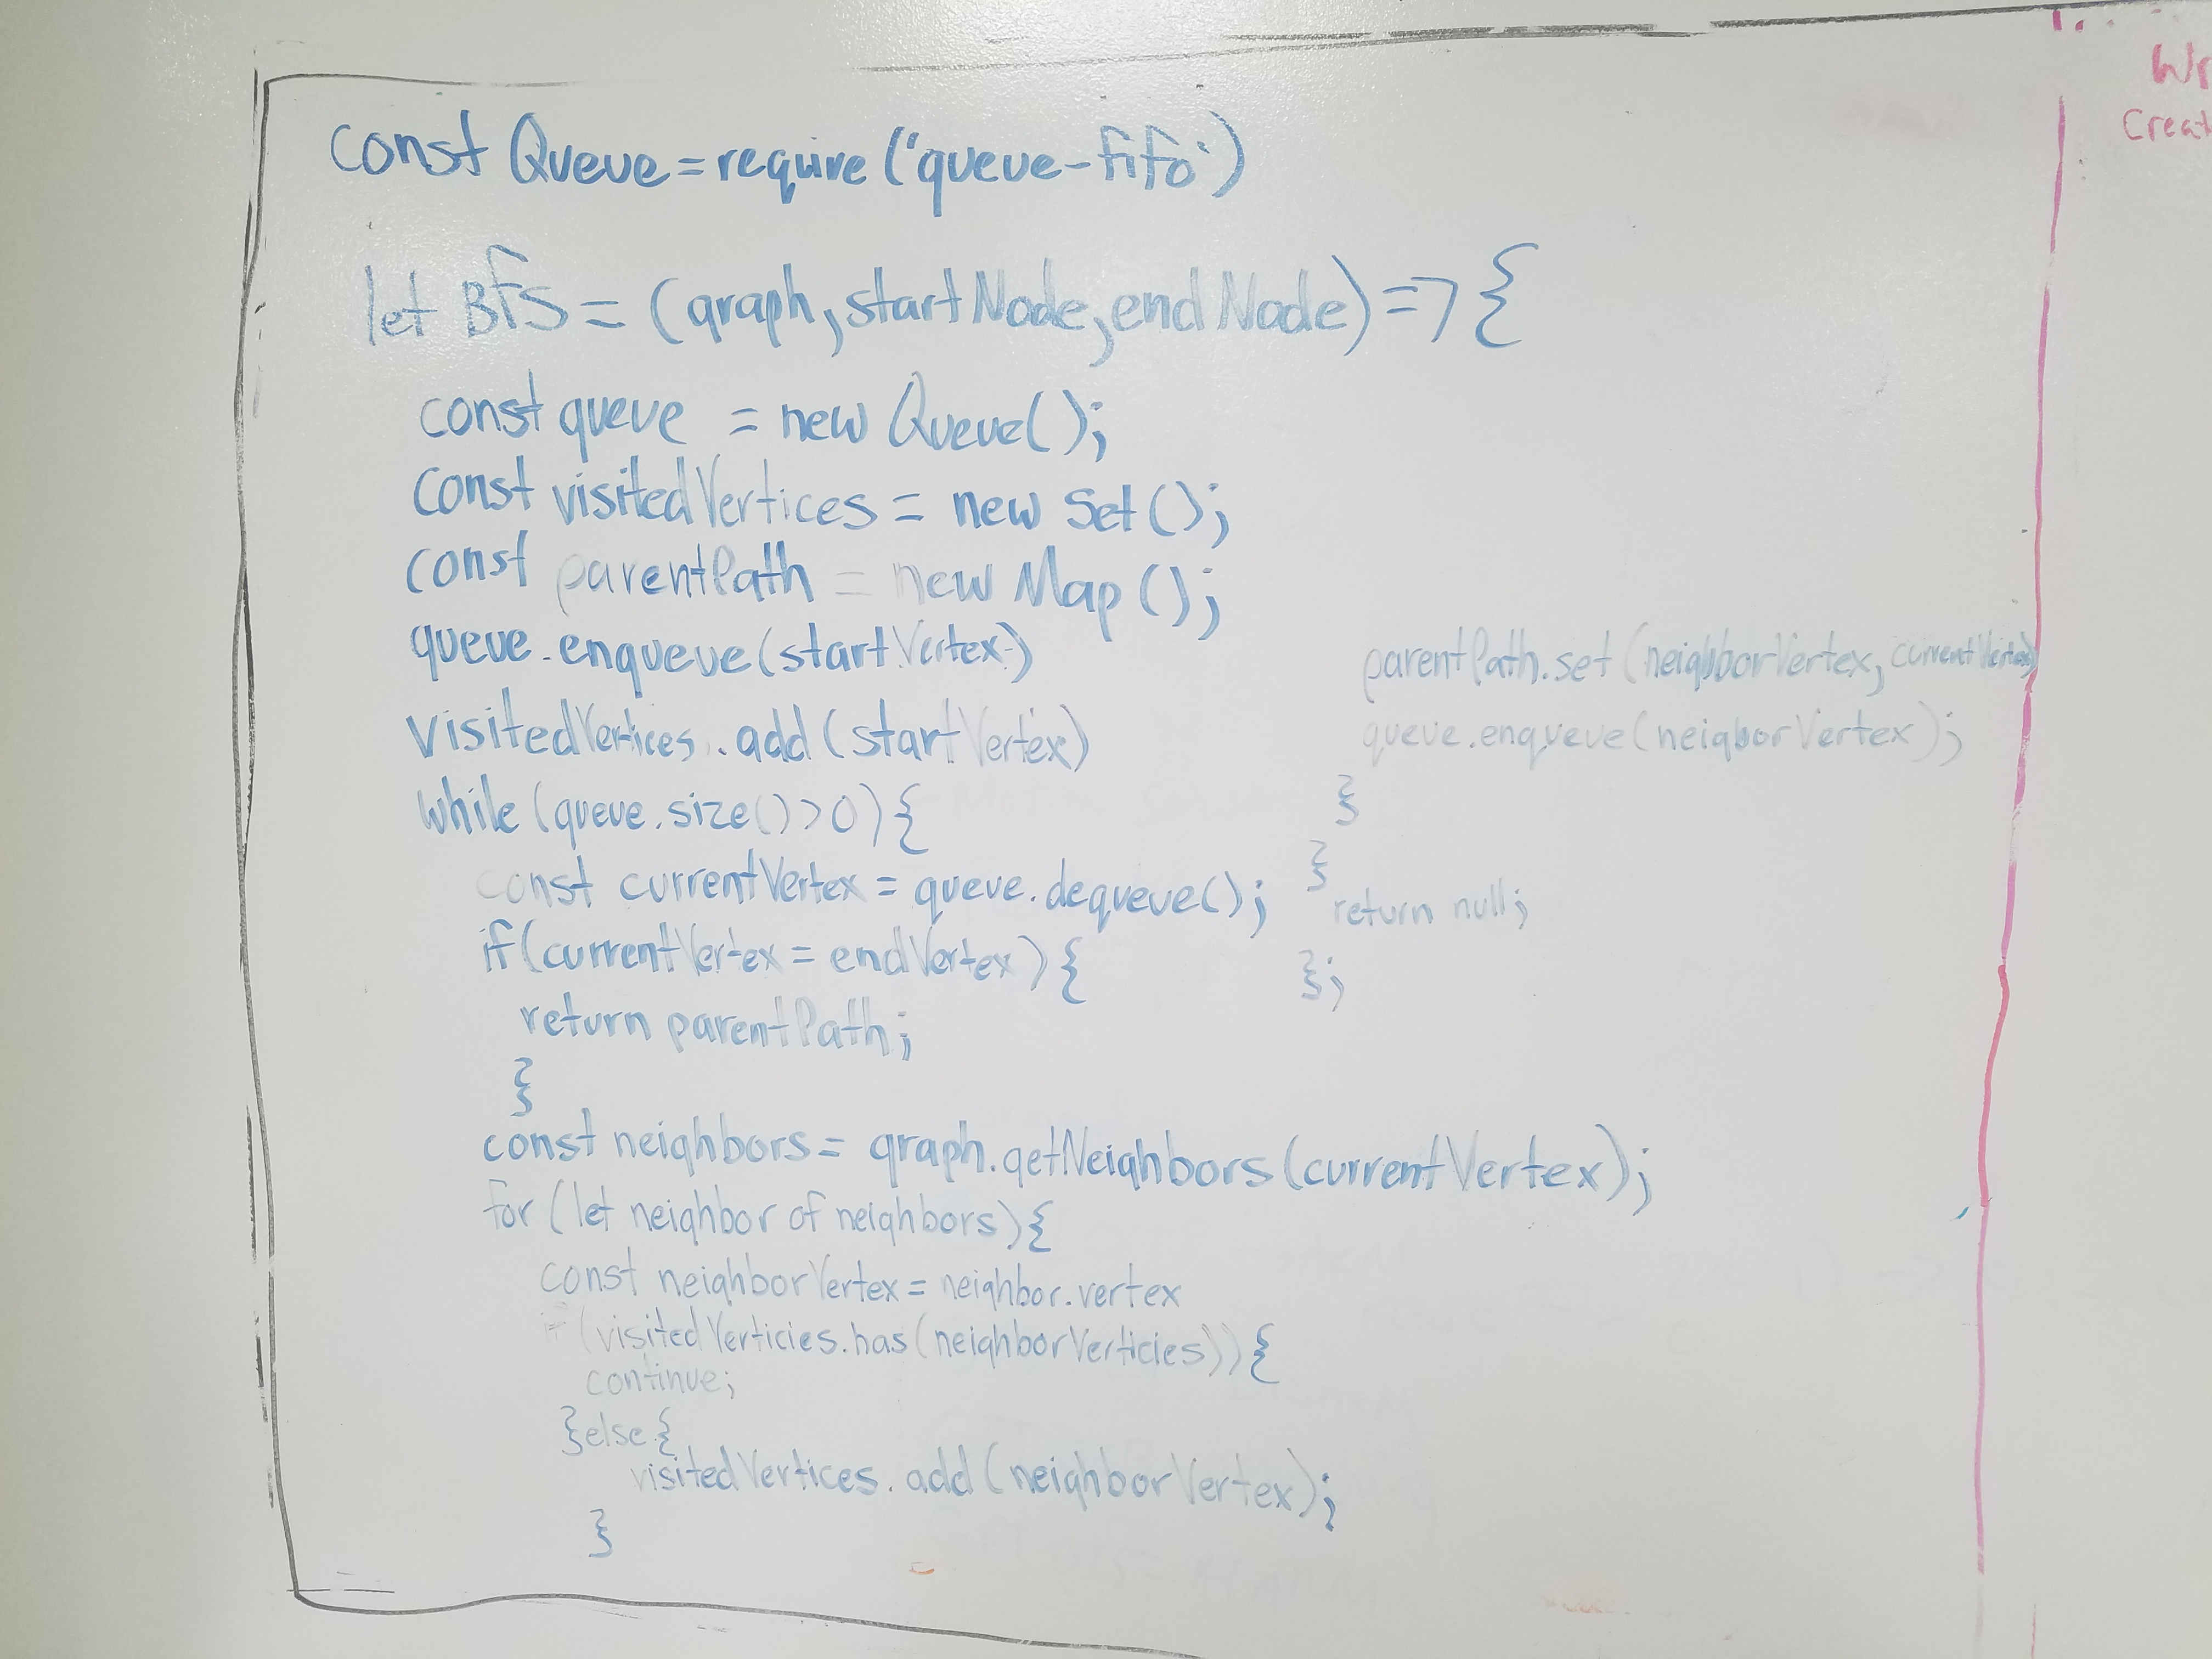 const Queue = require('queue-fifo')
let BFS = (graph, startNode, endNode) => {
const queue = new Queue();
const visitedVertices = new Set();
const parentPath = new Map();
queue.enqueue(startVertex)
visitedVertices.add(startVertex)
while (queue.size() > 0) {
const currentVertex = queue.dequeue();
if (currentVertex = endVertex) {
return parentPath;
}
const neighbors = graph.getNeighbors(currentVertex);
for (let neighbor of neighbors) {
const neighborVertex = neighbor.vertex
if (visitedVerticies.has(neighborVerticies)) {
continue;
} else {
visitedVertices.add(neighborVertex);
}
parentPath.set(neighborVertex, currentVertex)
queue.enqueue(neigborVertex);
}
}
return null;
};